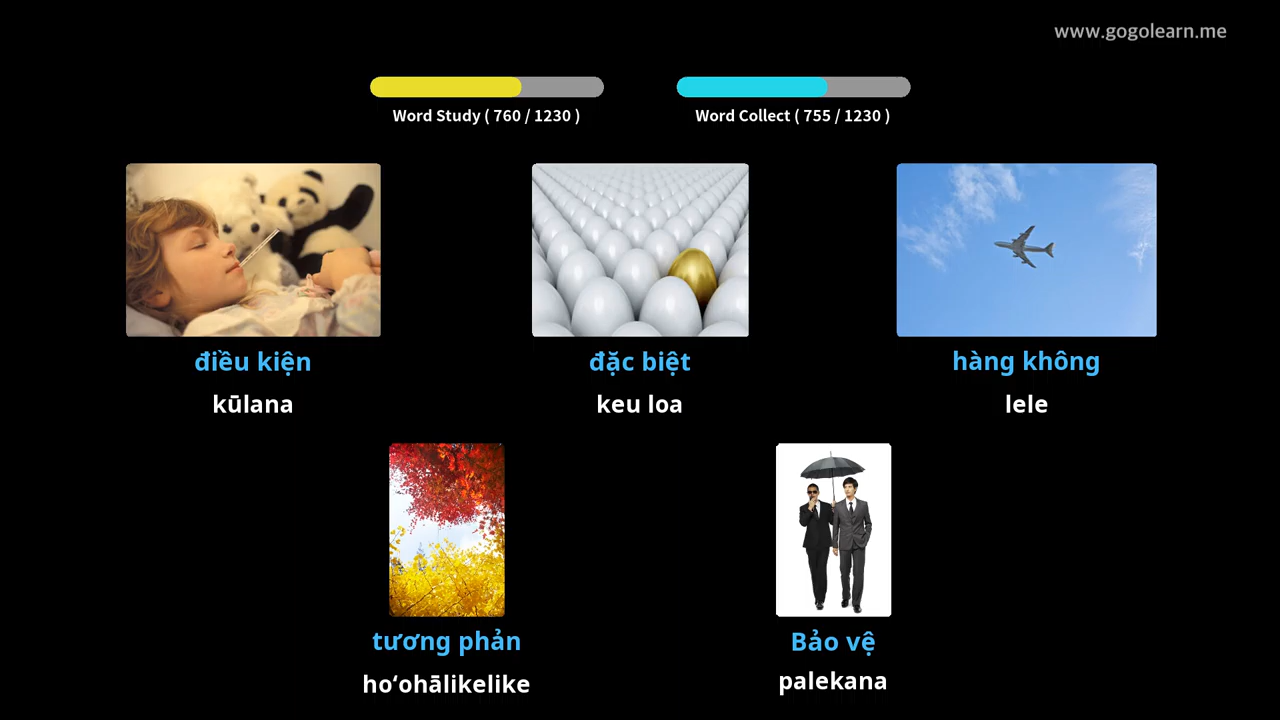 www.gogolearn.me
Word Study ( 760 / 1230 )
Word Collect ( 755 / 1230 )
điều kiện
đặc biệt
hàng không
kūlana
keu loa
lele
tương phản
Bảo vệ
hoʻohālikelike
palekana